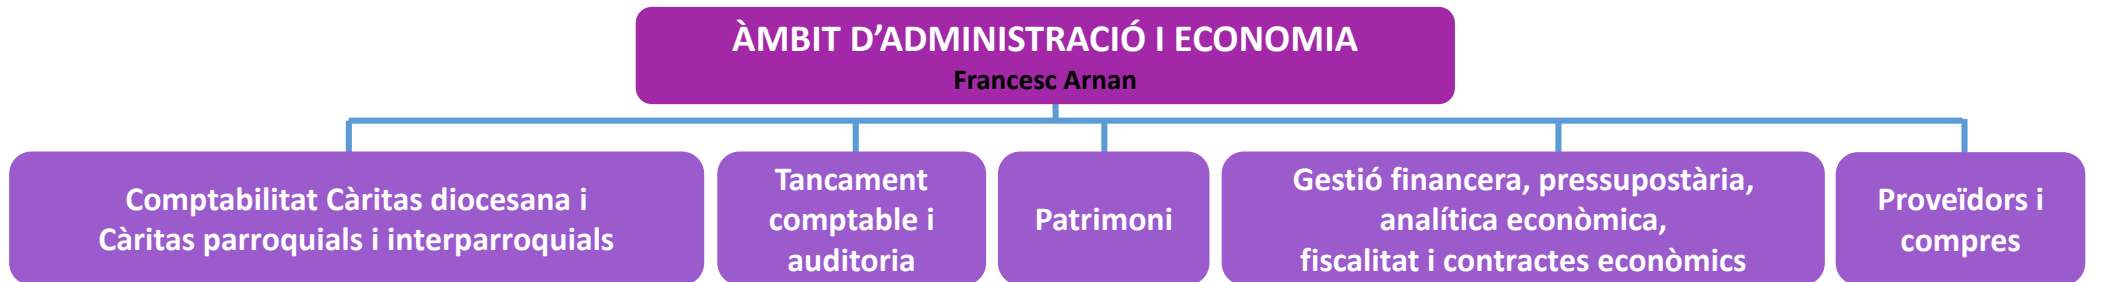 ÀMBIT D’ADMINISTRACIÓ I ECONOMIA
Francesc Arnan
Comptabilitat Càritas diocesana i
Càritas parroquials i interparroquials
Tancament
comptable i
auditoria
Patrimoni
Gestió financera, pressupostària,
analítica econòmica,
fiscalitat i contractes econòmics
Proveïdors i
compres